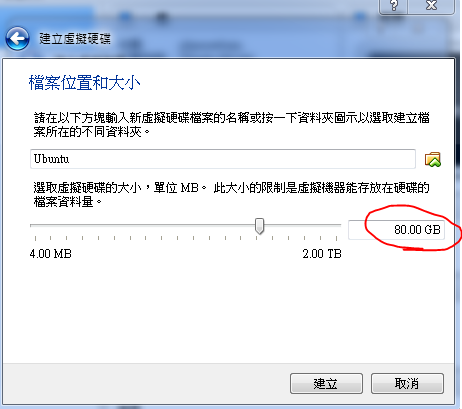 建立虛擬硬碟
檔案位置和大小
請在以下方塊輸入新虛擬硬碟檔案的名稱或按一下資料夾圖示以選取建立檔
案所在的不同資料夾。
Ubuntu
選取虛擬硬碟的大小，單位 MB。 此大小的限制是虛擬機器能存放在硬碟的
檔案資料量。
80.00 GB
4.00 MB
2.00 TB
建立
取消